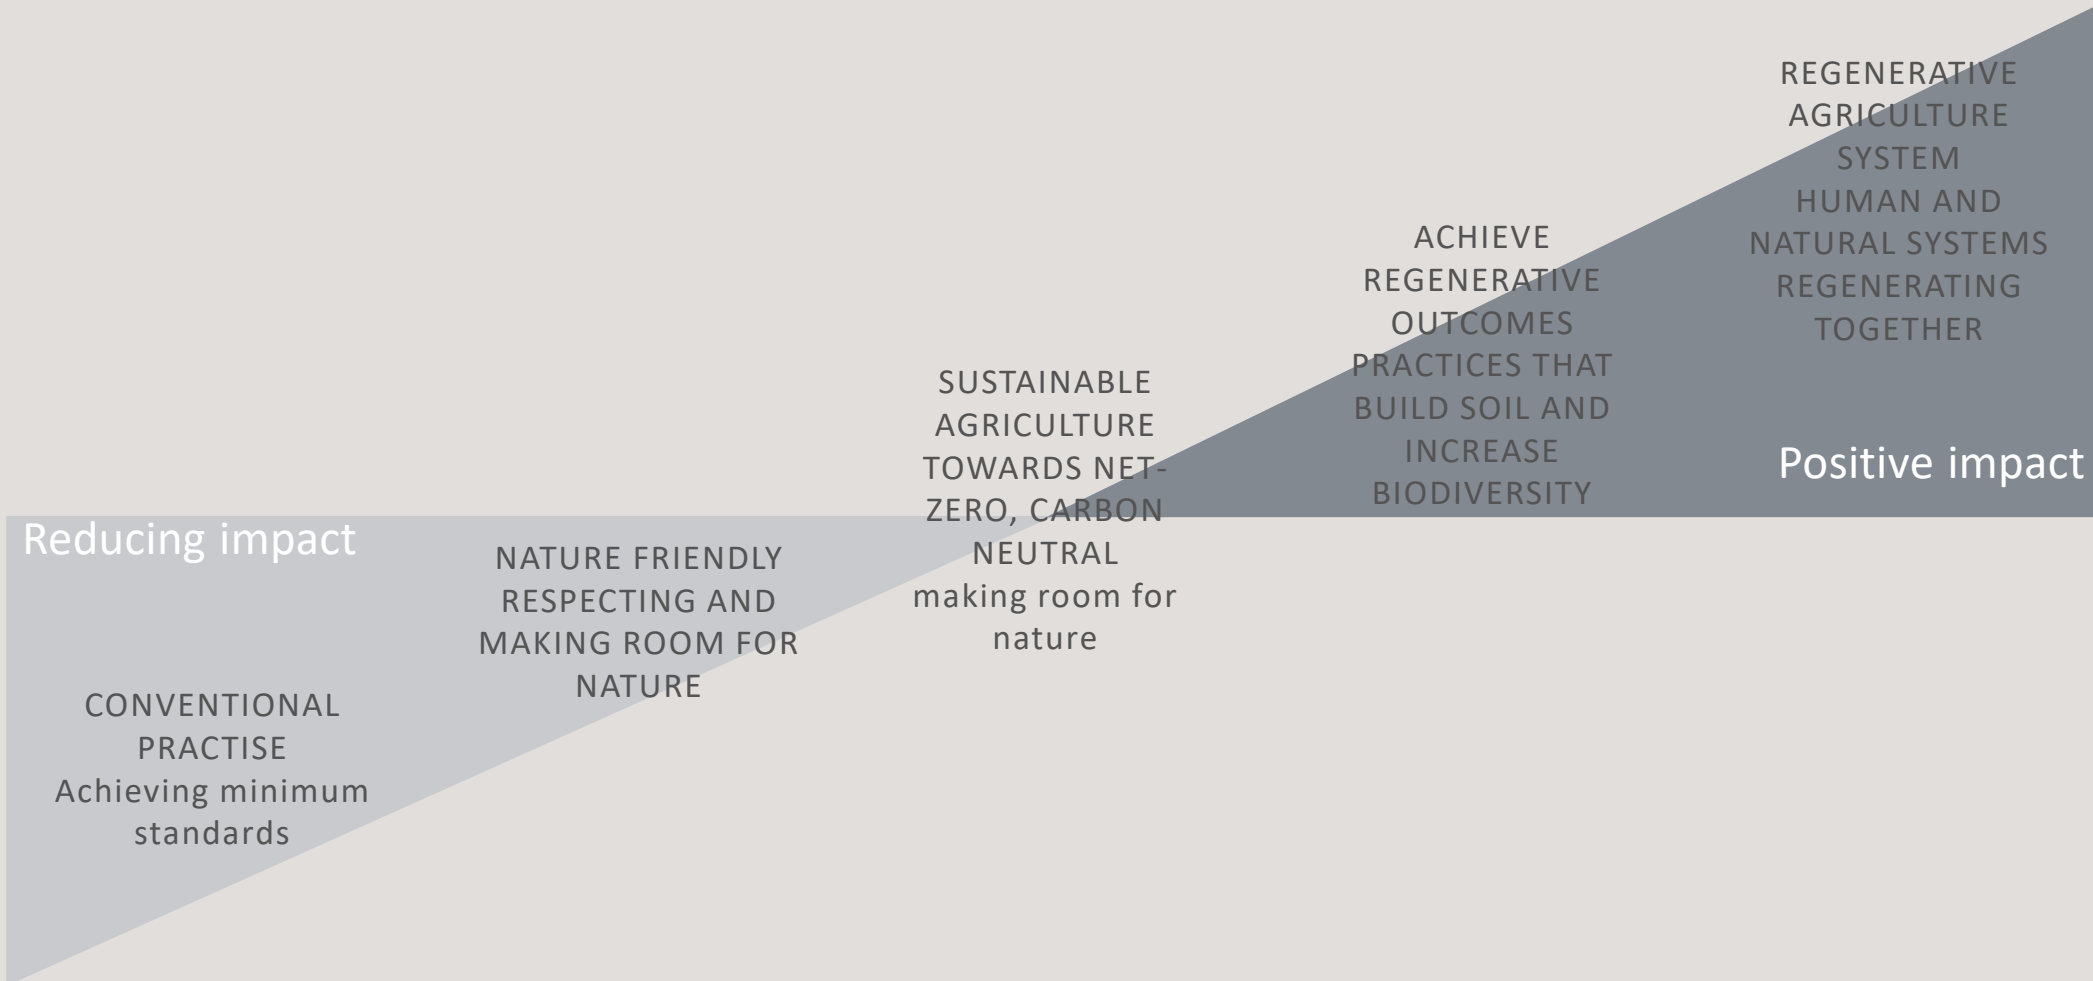 Reducing impact
CONVENTIONAL
PRACTISE
Achieving minimum
standards
NATURE FRIENDLY
RESPECTING AND
MAKING ROOM FOR
NATURE
SUSTAINABLE
AGRICULTURE
TOWARDS NET-
ZERO, CARBON
NEUTRAL
making room for
nature
ACHIEVE
REGENERATIVE
OUTCOMES
PRACTICES THAT
BUILD SOIL AND
INCREASE
BIODIVERSITY
REGENERATIVE
AGRICULTURE
SYSTEM
HUMAN AND
NATURAL SYSTEMS
REGENERATING
TOGETHER
Positive impact